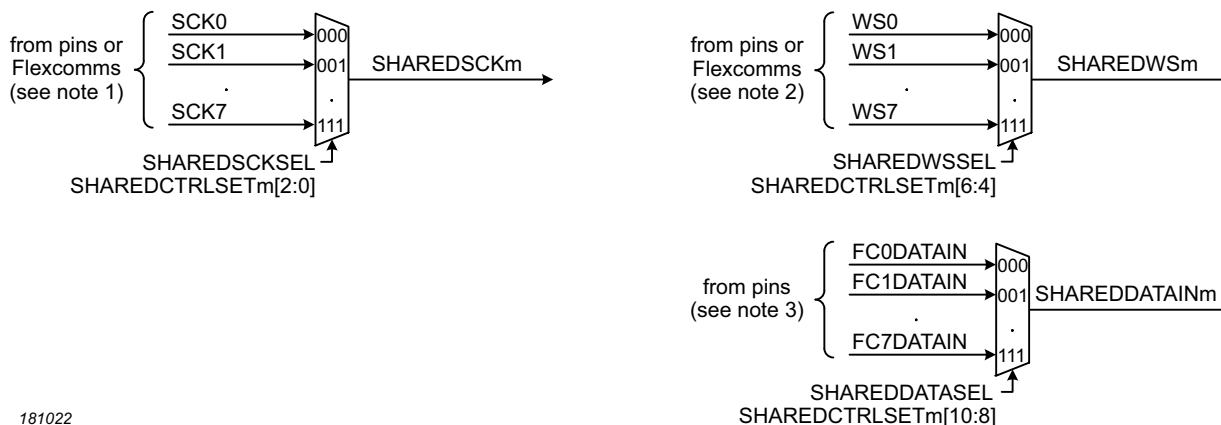 from pins or
Flexcomms
(see note 1)
SCK0
SCK1
.
SCK7
000
001
.
111
SHAREDSCKm
SHAREDSCKSEL
SHAREDCTRLSETm[2:0]
from pins or
Flexcomms
(see note 2)
WS0
WS1
.
WS7
000
001
.
111
SHAREDWSm
SHAREDWSSEL
SHAREDCTRLSETm[6:4]
from pins
(see note 3)
FC0DATAIN
FC1DATAIN
.
FC7DATAIN
000
001
.
111
SHAREDDATAINm
SHAREDDATASEL
SHAREDCTRLSETm[10:8]
181022